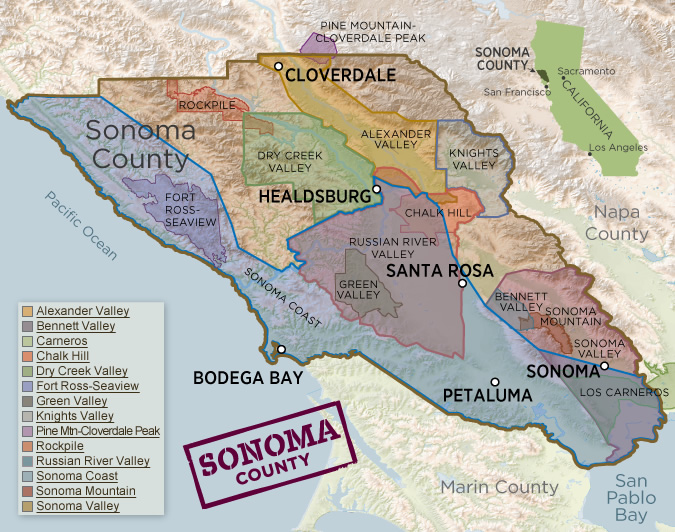 PINE MOUNTAIN-
CLOVERDALE PEAK
SONOMA
COUNTY
Sacramento
San Francisco
CALIFORNIA
Los Angeles
CLOVERDALE
ROCKPILE
Sonoma
County
ALEXANDER
VALLEY
DRY CREEK
VALLEY
KNIGHTS
VALLEY
HEALDSBURG
FORT
ROSS-
SEAVIEW
CHALK HILL
Napa
County
Pacific Ocean
RUSSIAN RIVER
VALLEY
SANTA ROSA
GREEN
VALLEY
SONOMA COAST
BENNETT
VALLEY
SONOMA
MOUNTAIN
SONOMA
VALLEY
SONOMA
BODEGA BAY
PETALUMA
LOS CARNEROS
Alexander Valley
Bennett Valley
Carneros
Chalk Hill
Dry Creek Valley
Fort Ross-Seaview
Green Valley
Knights Valley
Pine Mtn-Cloverdale Peak
Rockpile
Russian River Valley
Sonoma Coast
Sonoma Mountain
Sonoma Valley
SONOMA
COUNTY
Marin County
San
Pablo
Bay